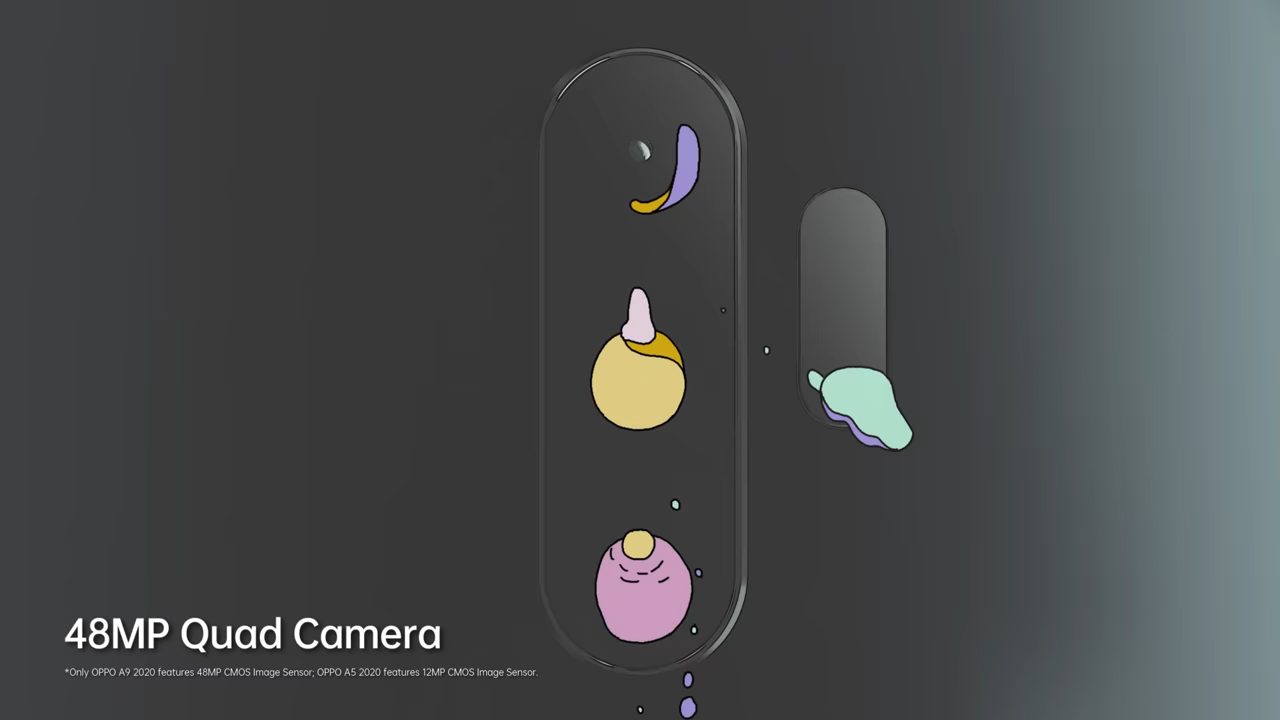 48MP Quad Camera
*Only OPPO A9 2020 features 48MP CMOS Image Sensor; OPPO A5 2020 features 12MP CMOS Image Sensor.